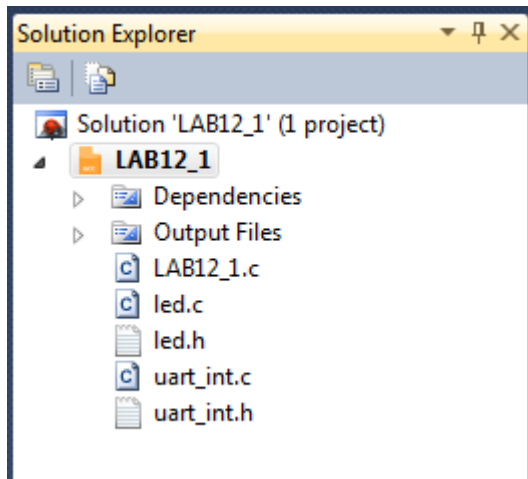 Solution Explorer
Solution 'LAB12_1' (1 project)
LAB12_1
Dependencies
Output Files
LAB12_1.c
led.c
led.h
uart_int.c
uart_int.h